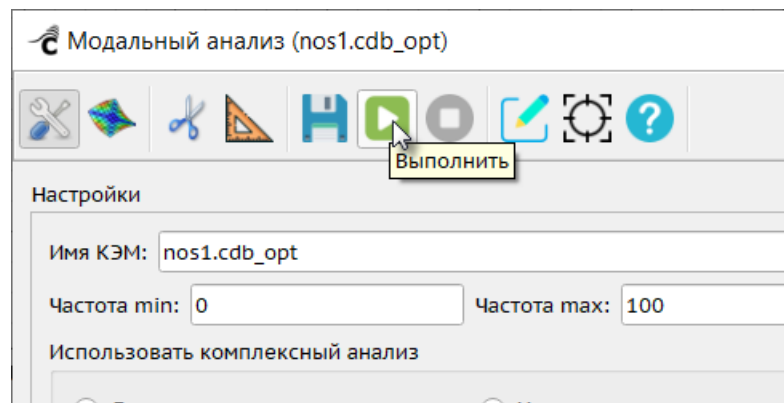 Модальный анализ (nos1.cdb_opt)
Выполнить
Настройки
Имя КЭМ: nos1.cdb_opt
Частота min: 0 Частота max: 100
Использовать комплексный анализ